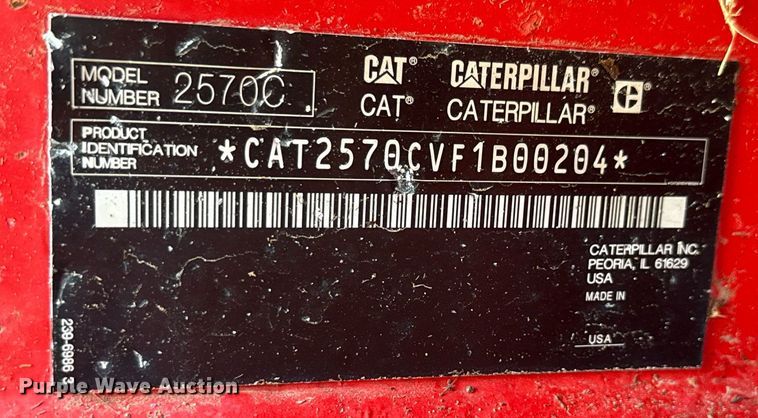 MODEL
NUMBER 2570C
CAT® CATERPILLAR®
CAT® CATERPILLAR® C
PRODUCT
IDENTIFICATION
NUMBER
*CAT2570CVF1B00204*
CATERPILLAR INC.
PEORIA, IL 61629
USA
MADE IN
USA
239-6986
Purple Wave Auction